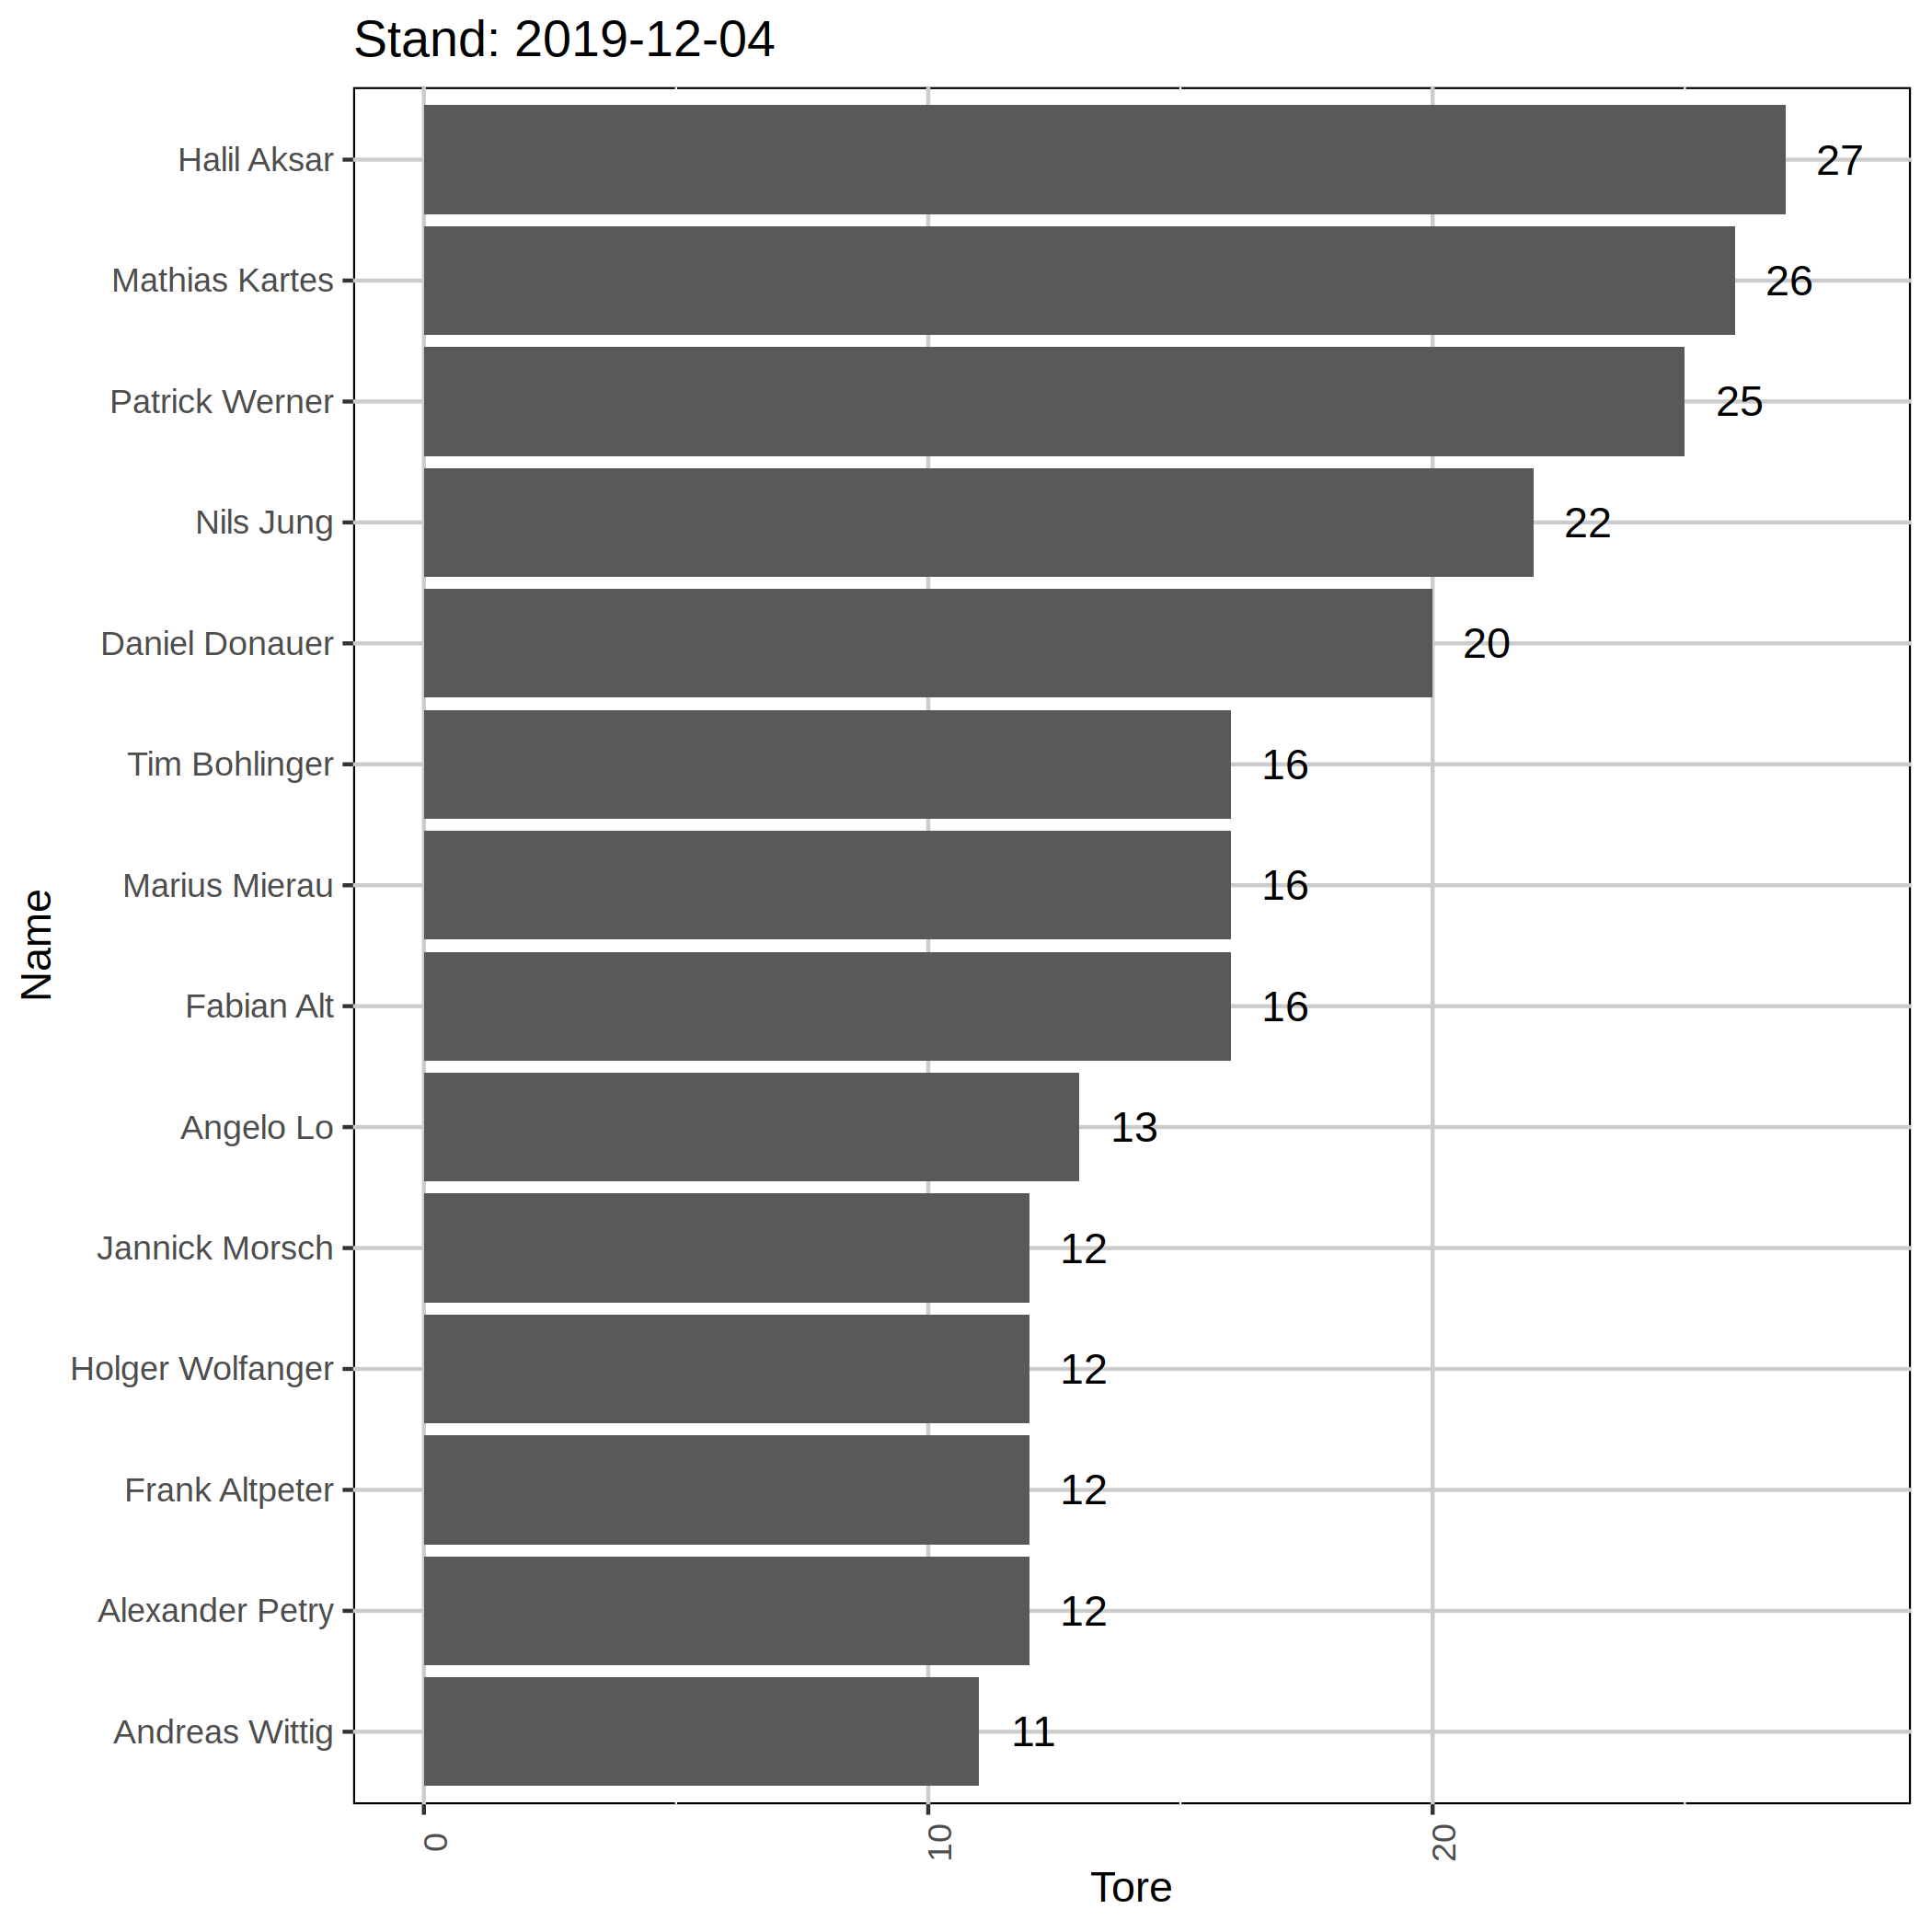 Stand: 2019-12-04
Halil Aksar 27
Mathias Kartes 26
Patrick Werner 25
Nils Jung 22
Daniel Donauer 20
Tim Bohlinger 16
Marius Mierau 16
Fabian Alt 16
Angelo Lo 13
Jannick Morsch 12
Holger Wolfanger 12
Frank Altpeter 12
Alexander Petry 12
Andreas Wittig 11
Name
0 10 20
Tore